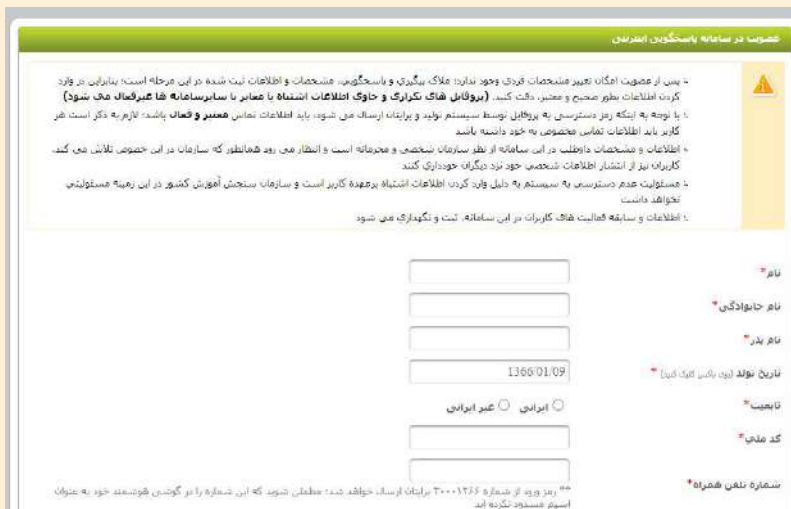 عضویت در سامانه پاسخگویی اینترنتی
پس از عضویت امکان تغییر مشخصات فردی وجود ندارد؛ ملاک پیگیری و پاسخگویی، مشخصات و اطلاعات ثبت شده در این مرحله است؛ بنابراین در وارد
کردن اطلاعات بطور صحیح و معتبر، دقت کنید. (پروفایل های تکراری و حاوی اطلاعات اشتباه یا مغایر با سایرسامانه ها غیرفعال می شود)
با توجه به اینکه رمز دسترسی به پروفایل توسط سیستم تولید و برایتان ارسال می شود، باید اطلاعات تماس معتبر و فعال باشد؛ لازم به ذکر است هر
کاربر باید اطلاعات تماس مخصوص به خود داشته باشد
اطلاعات و مشخصات داوطلب در این سامانه از نظر سازمان شخصی و محرمانه است و انتظار می رود همانطور که سازمان در این خصوص تلاش می کند،
کاربران نیز از انتشار اطلاعات شخصی خود نزد دیگران خودداری کنند
مسئولیت عدم دسترسی به سیستم به دلیل وارد کردن اطلاعات اشتباه برعهدهٔ کاربر است و سازمان سنجش آموزش کشور در این زمینه مسئولیتی
نخواهد داشت
اطلاعات و سابقه فعالیت های کاربران در این سامانه، ثبت و نگهداری می شود
نام*
نام خانوادگی*
نام پدر*
تاریخ تولد (روی باکس کلیک کنید) * 1366/01/09
تابعیت* ایرانی غیر ایرانی
کد ملی*
شماره تلفن همراه*
** رمز ورود از شماره ۳۰۰۰۱۲۶۶ برایتان ارسال خواهد شد؛ مطمئن شوید که این شماره را در گوشی هوشمند خود به عنوان
اسپم مسدود نکرده اید